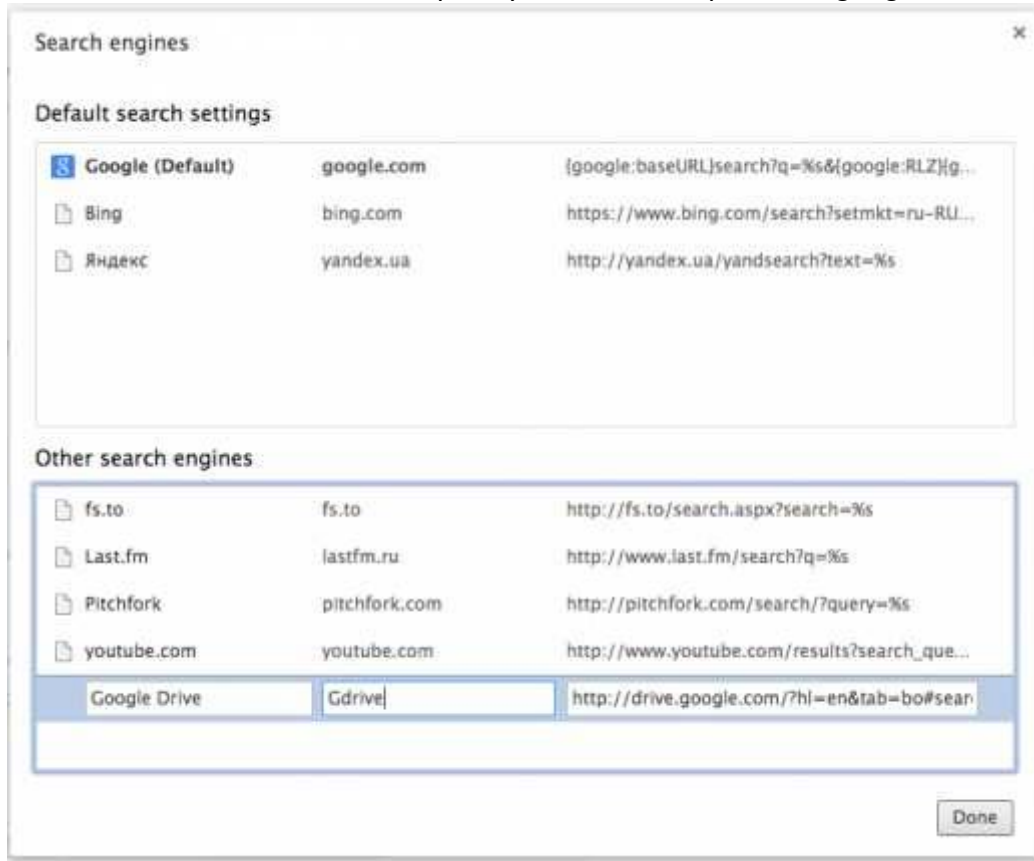 Search engines
×
Default search settings
Google (Default) google.com {google:baseURL}search?q=%s&{google:RLZ}{g...
Bing bing.com https://www.bing.com/search?setmkt=ru-RU...
Яндекс yandex.ua http://yandex.ua/yandsearch?text=%s
Other search engines
fs.to fs.to http://fs.to/search.aspx?search=%s
Last.fm lastfm.ru http://www.last.fm/search?q=%s
Pitchfork pitchfork.com http://pitchfork.com/search/?query=%s
youtube.com youtube.com http://www.youtube.com/results?search_que...
Google Drive Gdrive http://drive.google.com/?hl=en&tab=bo#sear
Done